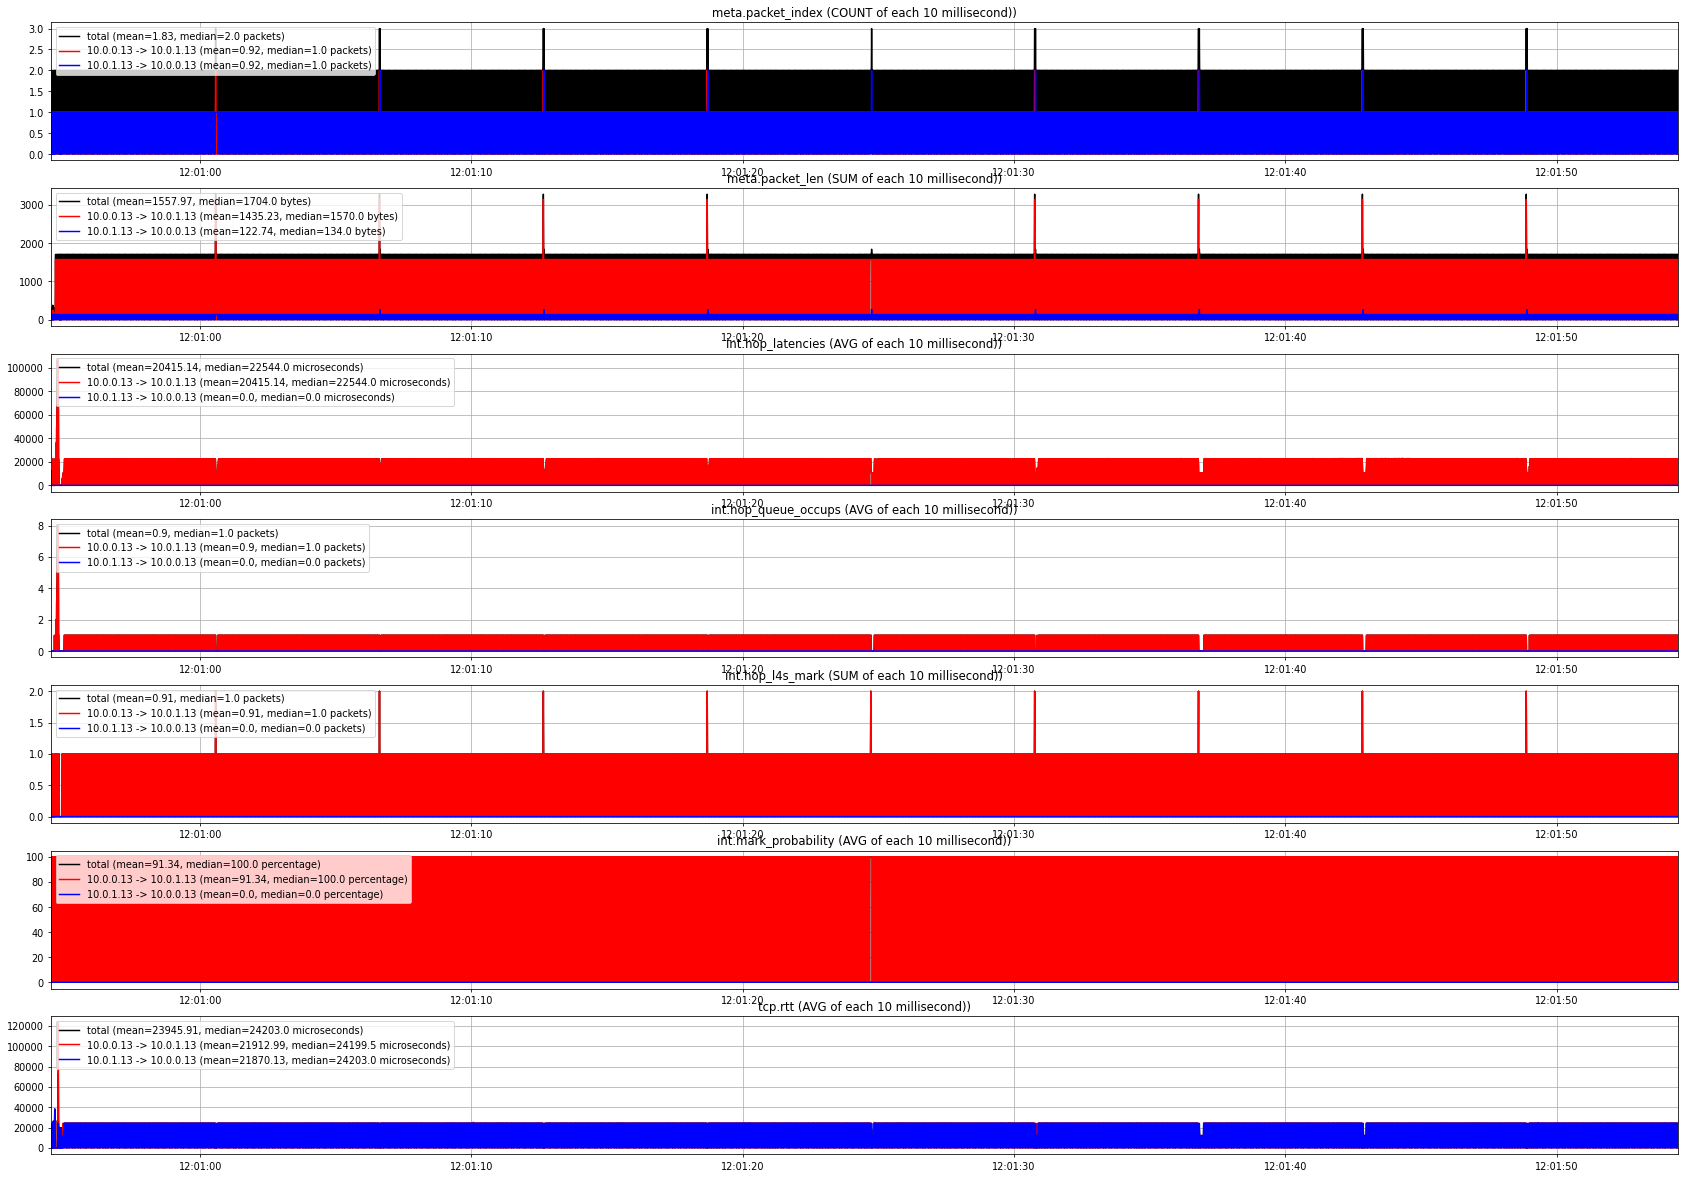 meta.packet_index (COUNT of each 10 millisecond))
3.0
2.5
2.0
1.5
1.0
0.5
0.0
total (mean=1.83, median=2.0 packets)
10.0.0.13 -> 10.0.1.13 (mean=0.92, median=1.0 packets)
10.0.1.13 -> 10.0.0.13 (mean=0.92, median=1.0 packets)
12:01:00 12:01:10 12:01:20 12:01:30 12:01:40 12:01:50
meta.packet_len (SUM of each 10 millisecond))
3000
2000
1000
0
total (mean=1557.97, median=1704.0 bytes)
10.0.0.13 -> 10.0.1.13 (mean=1435.23, median=1570.0 bytes)
10.0.1.13 -> 10.0.0.13 (mean=122.74, median=134.0 bytes)
12:01:00 12:01:10 12:01:20 12:01:30 12:01:40 12:01:50
int.hop_latencies (AVG of each 10 millisecond))
100000
80000
60000
40000
20000
0
total (mean=20415.14, median=22544.0 microseconds)
10.0.0.13 -> 10.0.1.13 (mean=20415.14, median=22544.0 microseconds)
10.0.1.13 -> 10.0.0.13 (mean=0.0, median=0.0 microseconds)
12:01:00 12:01:10 12:01:20 12:01:30 12:01:40 12:01:50
int.hop_queue_occups (AVG of each 10 millisecond))
8
6
4
2
0
total (mean=0.9, median=1.0 packets)
10.0.0.13 -> 10.0.1.13 (mean=0.9, median=1.0 packets)
10.0.1.13 -> 10.0.0.13 (mean=0.0, median=0.0 packets)
12:01:00 12:01:10 12:01:20 12:01:30 12:01:40 12:01:50
int.hop_l4s_mark (SUM of each 10 millisecond))
2.0
1.5
1.0
0.5
0.0
total (mean=0.91, median=1.0 packets)
10.0.0.13 -> 10.0.1.13 (mean=0.91, median=1.0 packets)
10.0.1.13 -> 10.0.0.13 (mean=0.0, median=0.0 packets)
12:01:00 12:01:10 12:01:20 12:01:30 12:01:40 12:01:50
int.mark_probability (AVG of each 10 millisecond))
100
80
60
40
20
0
total (mean=91.34, median=100.0 percentage)
10.0.0.13 -> 10.0.1.13 (mean=91.34, median=100.0 percentage)
10.0.1.13 -> 10.0.0.13 (mean=0.0, median=0.0 percentage)
12:01:00 12:01:10 12:01:20 12:01:30 12:01:40 12:01:50
tcp.rtt (AVG of each 10 millisecond))
120000
100000
80000
60000
40000
20000
0
total (mean=23945.91, median=24203.0 microseconds)
10.0.0.13 -> 10.0.1.13 (mean=21912.99, median=24199.5 microseconds)
10.0.1.13 -> 10.0.0.13 (mean=21870.13, median=24203.0 microseconds)
12:01:00 12:01:10 12:01:20 12:01:30 12:01:40 12:01:50